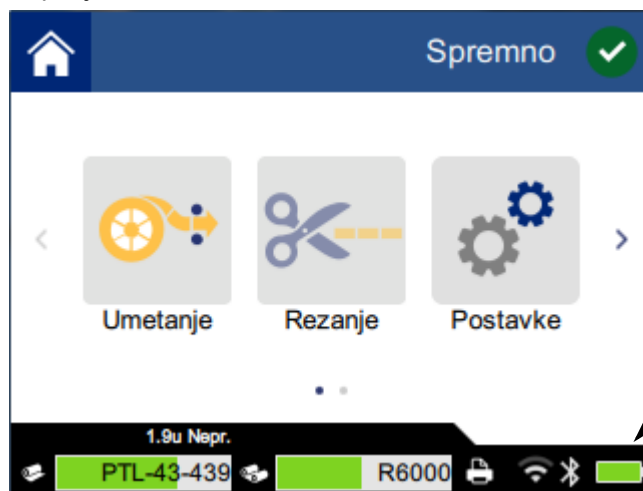 Spremno
Umetanje
Rezanje
Postavke
1.9u Nepr.
PTL-43-439
R6000